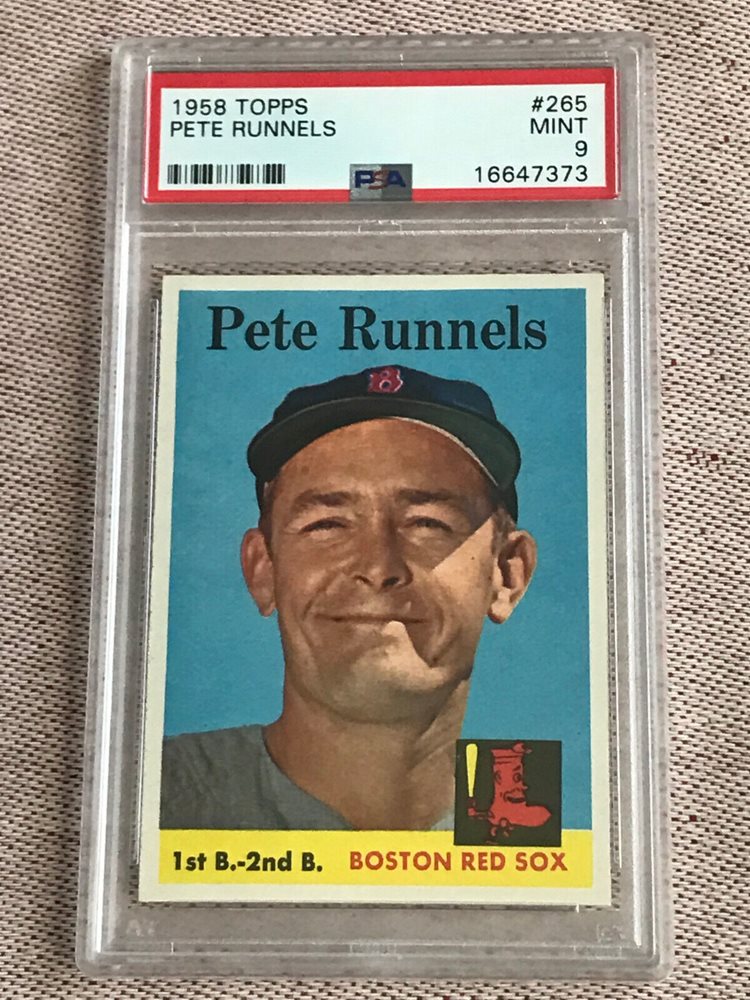 1958 TOPPS #265
PETE RUNNELS MINT
9
PSA 16647373
Pete Runnels
B
1st B.-2nd B. BOSTON RED SOX